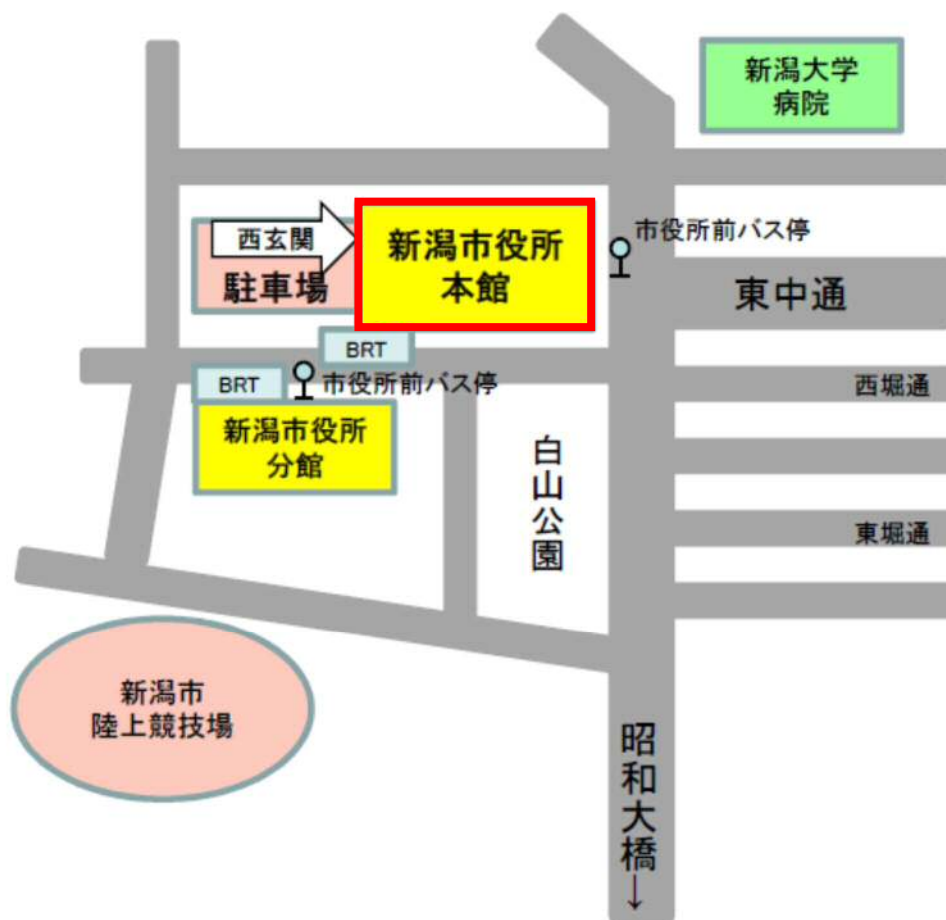 新潟大学
病院
西玄関
駐車場
新潟市役所
本館
市役所前バス停
東中通
BRT
BRT
市役所前バス停
西堀通
新潟市役所
分館
白山公園
東堀通
新潟市
陸上競技場
昭和大橋↓